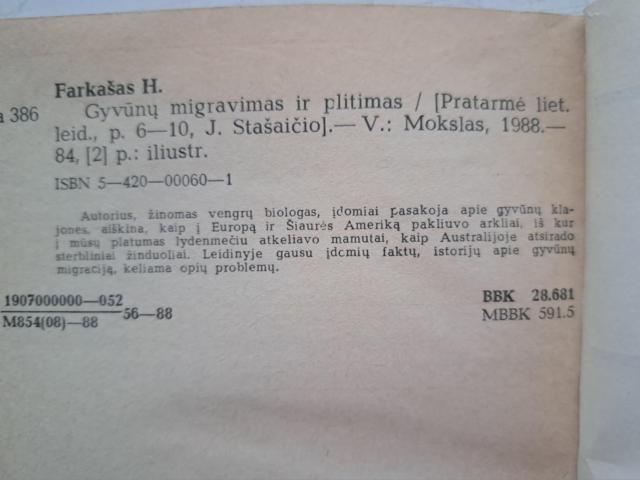 Farkašas H.
a 386 Gyvūnų migravimas ir plitimas / [Pratarmė liet.
leid., p. 6—10, J. Stašaičio].— V.: Mokslas, 1988.—
84, [2] p.: iliustr.
ISBN 5—420—00060—1
Autorius, žinomas vengrų biologas, įdomiai pasakoja apie gyvūnų kla-
jones, aiškina, kaip į Europą ir Šiaurės Ameriką pakliuvo arkliai, iš kur
į mūsų platumas lydenmečiu atkeliavo mamutai, kaip Australijoje atsirado
sterbliniai žinduoliai. Leidinyje gausu įdomių faktų, istorijų apie gyvūnų
migraciją, keliama opių problemų.
1907000000—052
M854(08)—88
56—88
BBK 28.681
MBBK 591.5